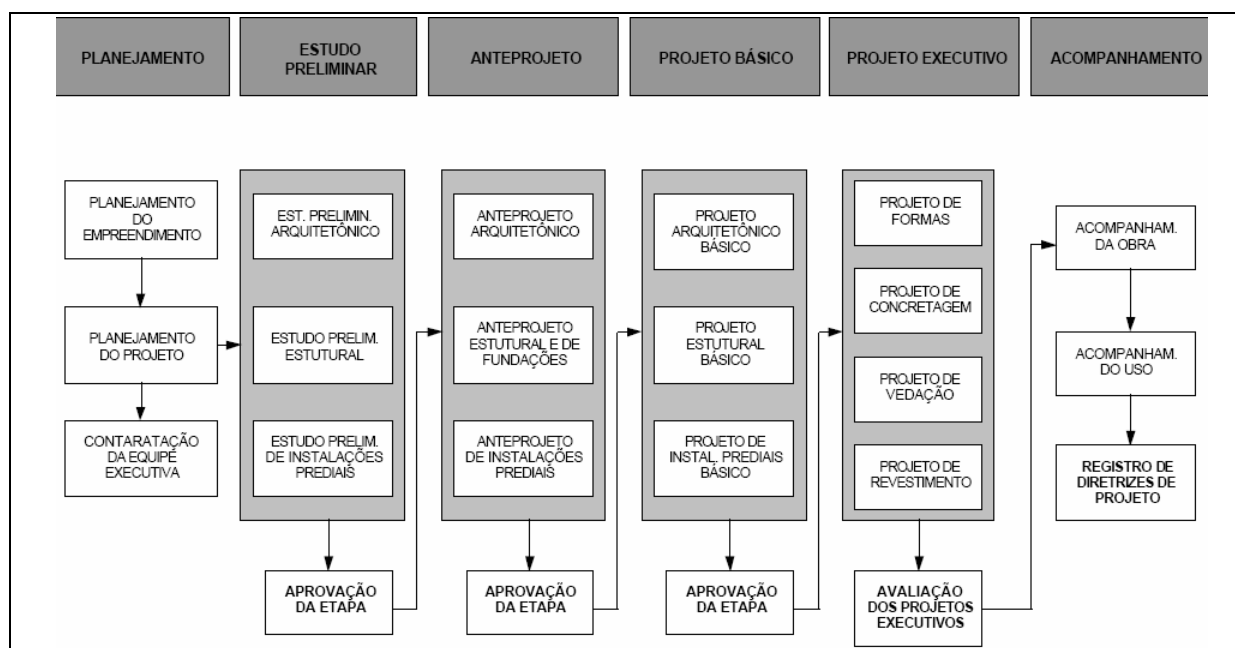 PLANEJAMENTO
ESTUDO
PRELIMINAR
ANTEPROJETO
PROJETO BÁSICO
PROJETO EXECUTIVO
ACOMPANHAMENTO
PLANEJAMENTO
DO
EMPREENDIMENTO
PLANEJAMENTO
DO PROJETO
CONTARATAÇÃO
DA EQUIPE
EXECUTIVA
EST. PRELIMIN.
ARQUITETÔNICO
ESTUDO PRELIM.
ESTUTURAL
ESTUDO PRELIM.
DE INSTALAÇÕES
PREDIAIS
APROVAÇÃO
DA ETAPA
ANTEPROJETO
ARQUITETÔNICO
ANTEPROJETO
ESTUTURAL E DE
FUNDAÇÕES
ANTEPROJETO
DE INSTALAÇÕES
PREDIAIS
APROVAÇÃO
DA ETAPA
PROJETO
ARQUITETÔNICO
BÁSICO
PROJETO
ESTUTURAL
BÁSICO
PROJETO DE
INSTAL. PREDIAIS
BÁSICO
APROVAÇÃO
DA ETAPA
PROJETO DE
FORMAS
PROJETO DE
CONCRETAGEM
PROJETO DE
VEDAÇÃO
PROJETO DE
REVESTIMENTO
AVALIAÇÃO
DOS PROJETOS
EXECUTIVOS
ACOMPANHAM.
DA OBRA
ACOMPANHAM.
DO USO
REGISTRO DE
DIRETRIZES DE
PROJETO